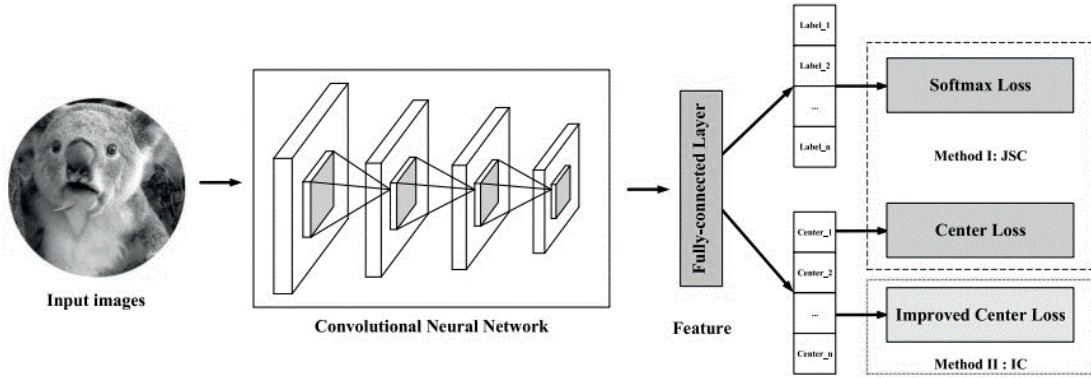 Label_1
Label_2
...
Label_n
Softmax Loss
Method I: JSC
Fully-connected Layer
Center_1
Center_2
...
Center_n
Center Loss
Improved Center Loss
Method II : IC
Input images
Convolutional Neural Network
Feature